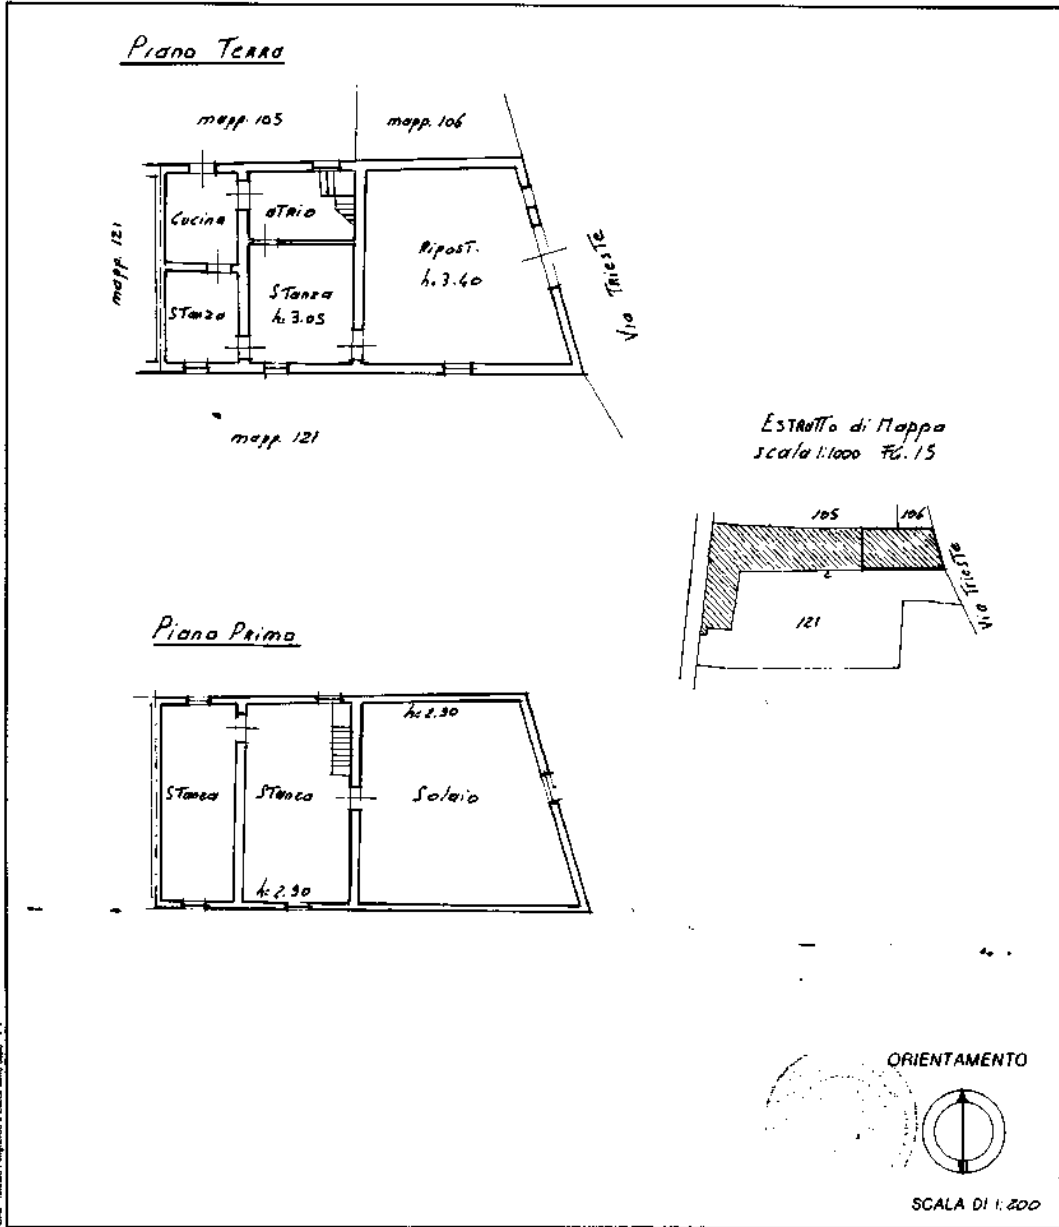 Piano Terra
mapp. 105
mapp. 106
mapp. 121
Cucina
aTrio
RiposT.
h. 3.40
Via Trieste
STanza
STanza
h: 3.05
mapp. 121
ESTRATTo di Mappa
scala 1:1000 FG. 15
105
106
121
Via Trieste
Piano Primo
h: 2.90
STanza
STanza
Solaio
h: 2.90
ORIENTAMENTO
SCALA DI 1: 200